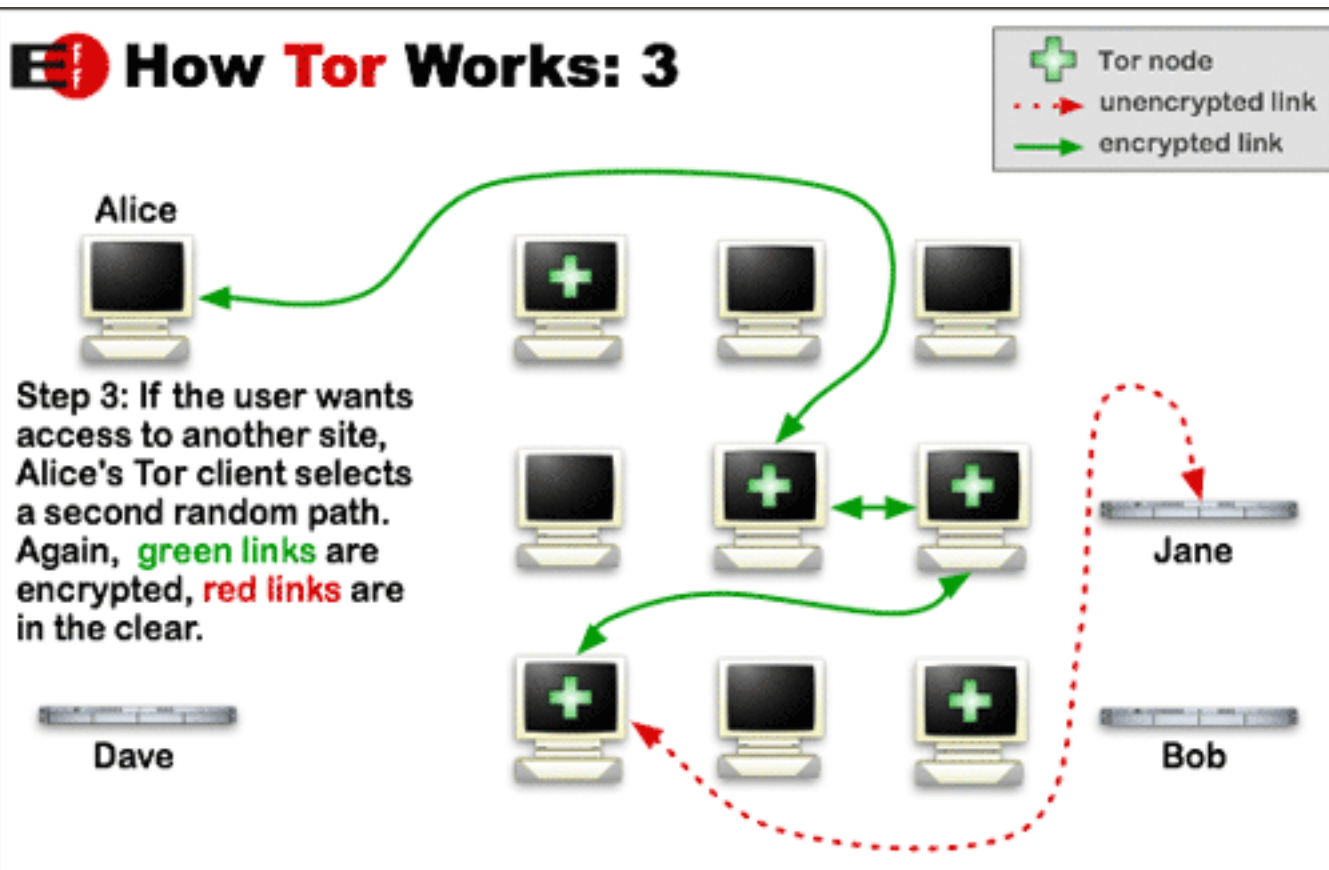 EFF How Tor Works: 3
Tor node
unencrypted link
encrypted link
Alice
Step 3: If the user wants
access to another site,
Alice's Tor client selects
a second random path.
Again, green links are
encrypted, red links are
in the clear.
Jane
Dave
Bob